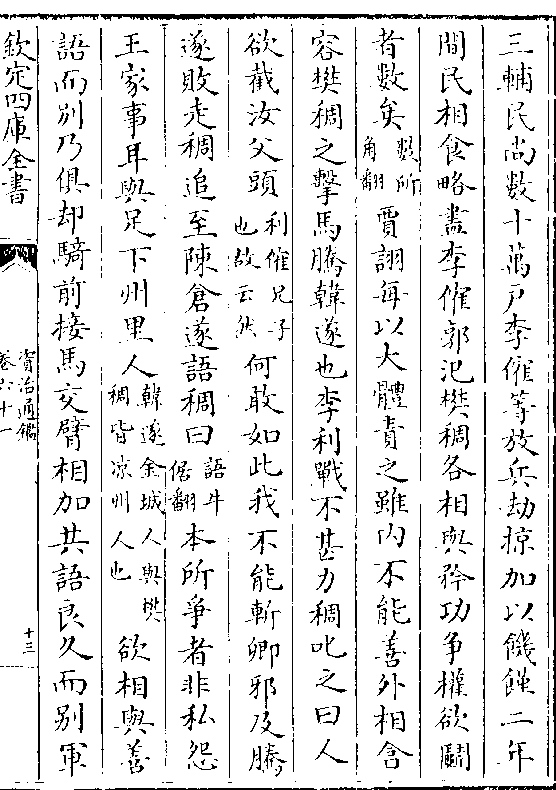 三輔民尚數十萬戸李傕等放兵劫掠加以饑饉二年
間民相食略盡李傕郭汜樊稠各相與矜功爭權欲鬭
者數矣數所角翻賈詡每以大體責之雖内不能善外相含
容樊稠之擊馬騰韓遂也李利戰不甚力稠叱之曰人
欲截汝父頭利傕兄子也故云然何敢如此我不能斬卿邪及騰
遂敗走稠追至陳倉遂語稠曰語牛倨翻本所爭者非私怨
王家事耳與足下州里人韓遂金城人與樊稠皆凉州人也欲相與善
語而别乃俱却騎前接馬交臂相加共語良久而别軍
欽定四庫全書
資治通鑑
卷六十一
十三